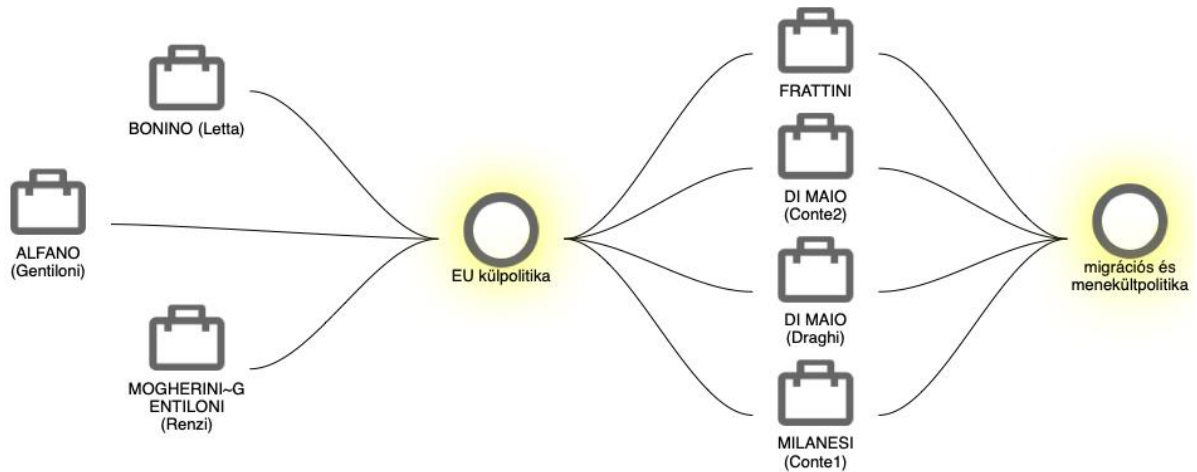 BONINO (Letta)
ALFANO
(Gentiloni)
MOGHERINI~G
ENTILONI
(Renzi)
EU külpolitika
FRATTINI
DI MAIO
(Conte2)
DI MAIO
(Draghi)
MILANESI
(Conte1)
migrációs és
menekültpolitika